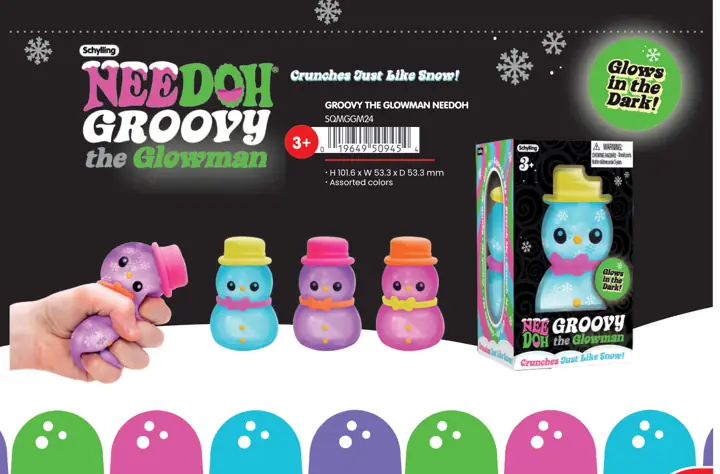 Schylling
NEEDOH®
GROOVY
the Glowman
Crunches Just Like Snow!
GROOVY THE GLOWMAN NEEDOH
SQMGGM24
3+
0 19649 50945 4
• H 101.6 x W 53.3 x D 53.3 mm
• Assorted colors
Glows
in the
Dark!
Schylling
3+
WARNING:
Glows
in the
Dark!
NEE
DOH
GROOVY
the Glowman
Crunches Just Like Snow!